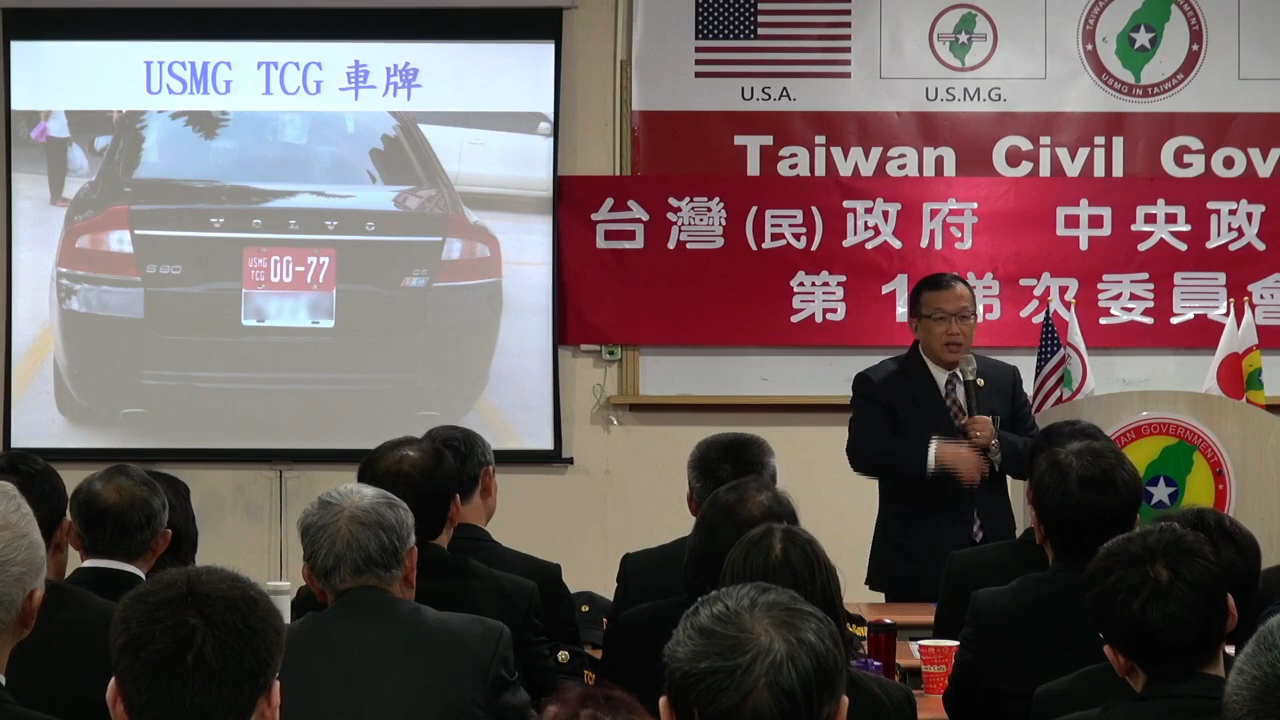 USMG TCG 車牌
VOLVO
S80
USMG
TCG
00-77
U.S.A.
U.S.M.G.
TAIWAN
USMG IN TAIWAN
Taiwan Civil Gov
台灣(民)政府 中央政
第1梯次委員會
WAN GOVERNMENT